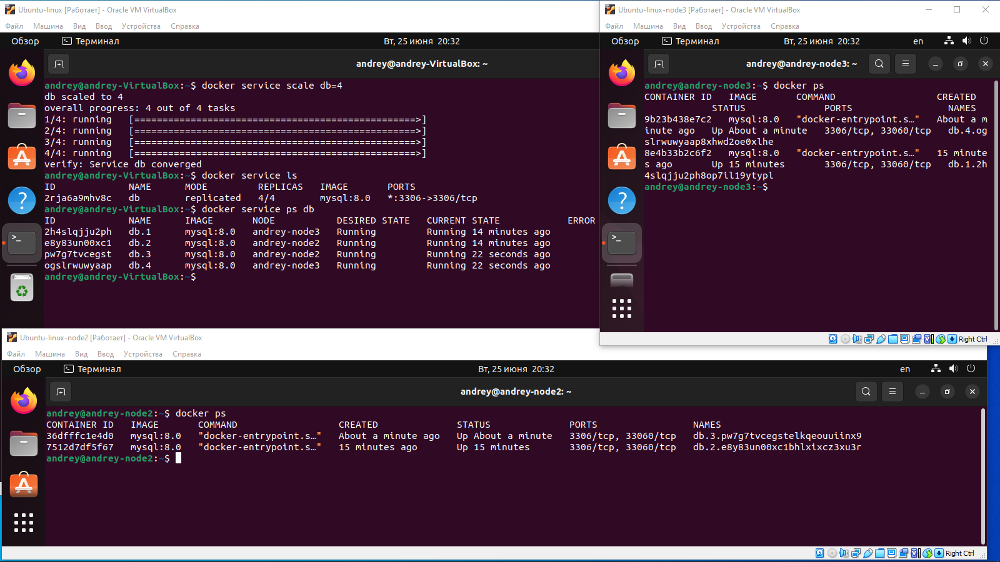 Ubuntu-linux [Работает] - Oracle VM VirtualBox
Файл Машина Вид Ввод Устройства Справка
Обзор Терминал Вт, 25 июня 20:32
andrey@andrey-VirtualBox: ~
andrey@andrey-VirtualBox:~$ docker service scale db=4
db scaled to 4
overall progress: 4 out of 4 tasks
1/4: running [==================================================>]
2/4: running [==================================================>]
3/4: running [==================================================>]
4/4: running [==================================================>]
verify: Service db converged
andrey@andrey-VirtualBox:~$ docker service ls
ID NAME MODE REPLICAS IMAGE PORTS
2rja6a9mhv8c db replicated 4/4 mysql:8.0 *:3306->3306/tcp
andrey@andrey-VirtualBox:~$ docker service ps db
ID NAME IMAGE NODE DESIRED STATE CURRENT STATE ERROR
2h4slqjju2ph db.1 mysql:8.0 andrey-node3 Running Running 14 minutes ago
e8y83un00xc1 db.2 mysql:8.0 andrey-node2 Running Running 14 minutes ago
pw7g7tvcegst db.3 mysql:8.0 andrey-node2 Running Running 22 seconds ago
ogslrwuwyaap db.4 mysql:8.0 andrey-node3 Running Running 22 seconds ago
andrey@andrey-VirtualBox:~$
Ubuntu-linux-node3 [Работает] - Oracle VM VirtualBox
Файл Машина Вид Ввод Устройства Справка
Обзор Терминал Вт, 25 июня 20:32 en
andrey@andrey-node3: ~
andrey@andrey-node3:~$ docker ps
CONTAINER ID IMAGE COMMAND CREATED
STATUS PORTS NAMES
9b23b438e7c2 mysql:8.0 "docker-entrypoint.s…" About a m
inute ago Up About a minute 3306/tcp, 33060/tcp db.4.og
slrwuwyaap8xhwd2oe0xlhe
8e4b33b2c6f2 mysql:8.0 "docker-entrypoint.s…" 15 minute
s ago Up 15 minutes 3306/tcp, 33060/tcp db.1.2h
4slqjju2ph8op7il19ytypl
andrey@andrey-node3:~$
Right Ctrl
Ubuntu-linux-node2 [Работает] - Oracle VM VirtualBox
Файл Машина Вид Ввод Устройства Справка
Обзор Терминал Вт, 25 июня 20:32 en
andrey@andrey-node2: ~
andrey@andrey-node2:~$ docker ps
CONTAINER ID IMAGE COMMAND CREATED STATUS PORTS NAMES
36dfffc1e4d0 mysql:8.0 "docker-entrypoint.s…" About a minute ago Up About a minute 3306/tcp, 33060/tcp db.3.pw7g7tvcegstelkqeouuiinx9
7512d7df5f67 mysql:8.0 "docker-entrypoint.s…" 15 minutes ago Up 15 minutes 3306/tcp, 33060/tcp db.2.e8y83un00xc1bhlxixcz3xu3r
andrey@andrey-node2:~$
Right Ctrl